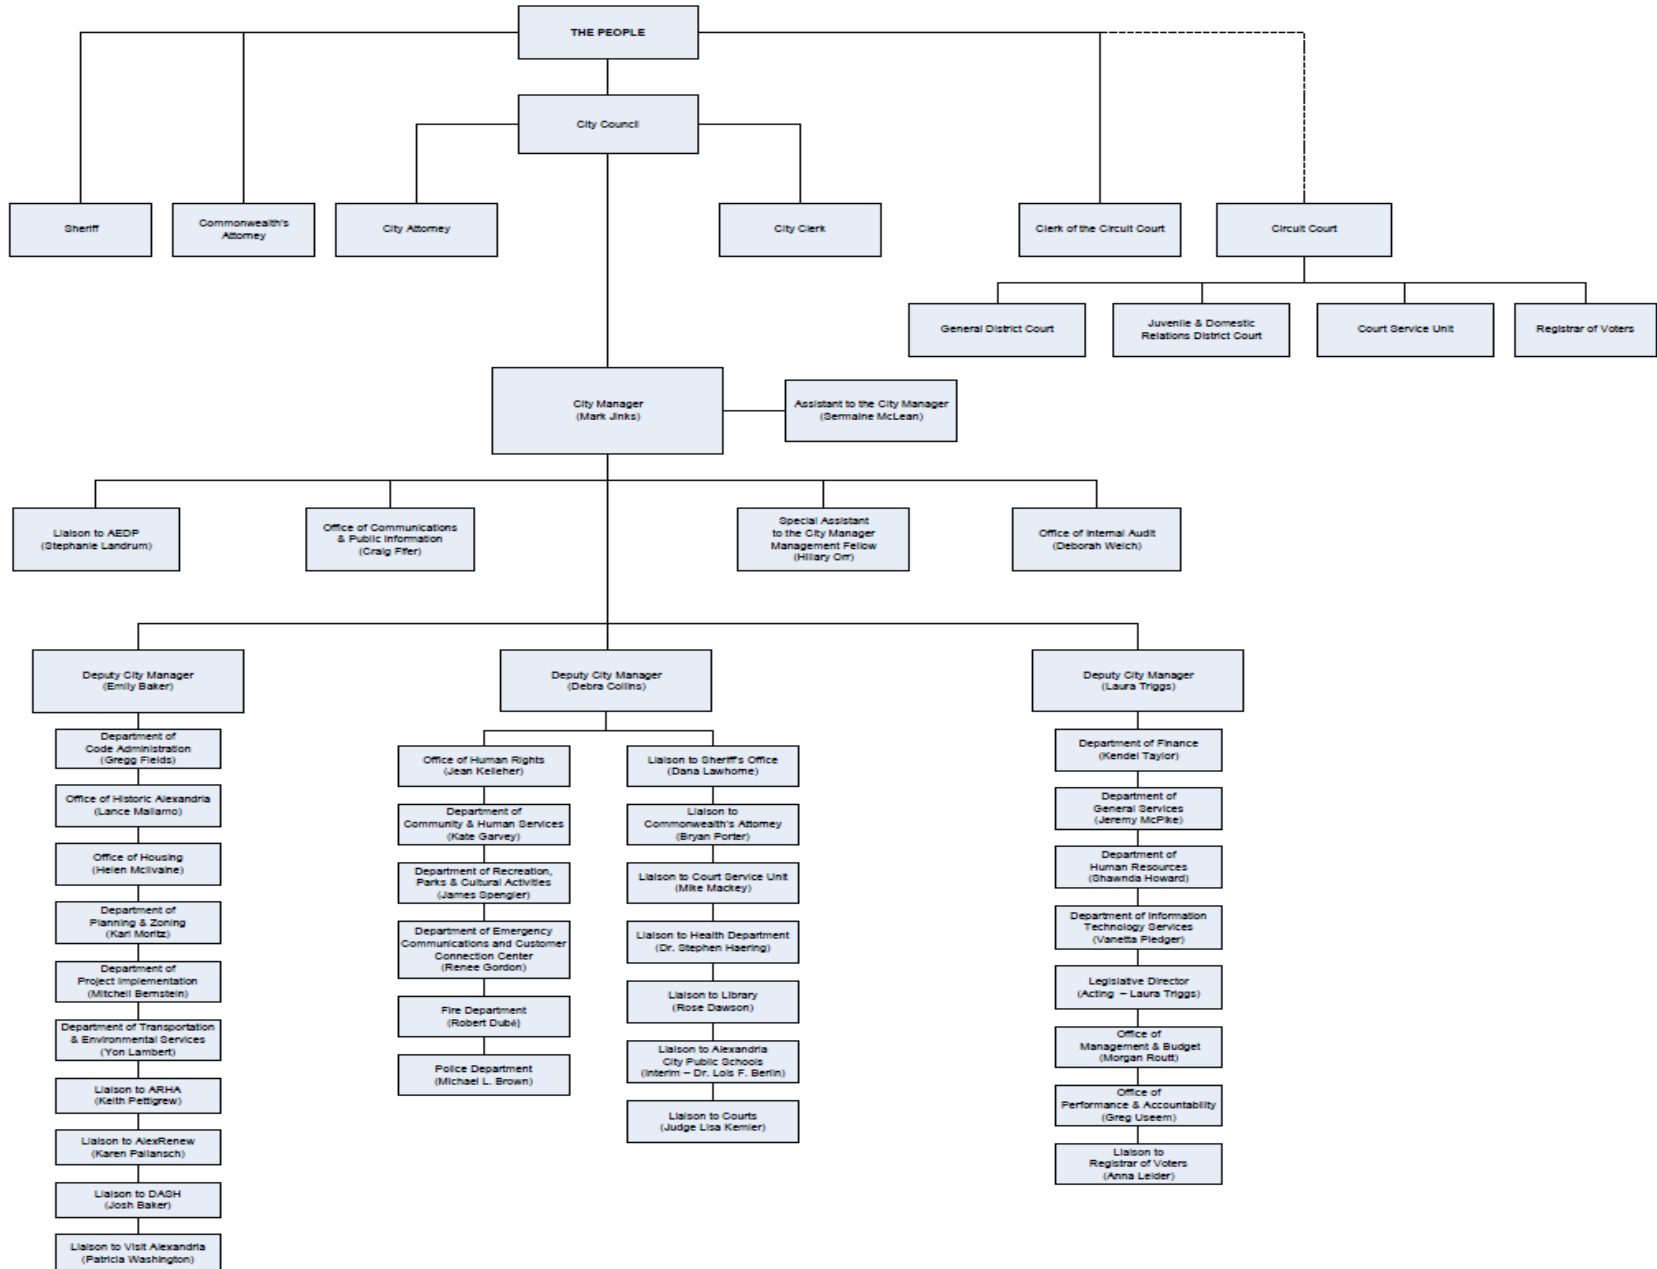 THE PEOPLE
City Council
Sheriff
Commonwealth's
Attorney
City Attorney
City Clerk
Clerk of the Circuit Court
Circuit Court
General District Court
Juvenile & Domestic
Relations District Court
Court Service Unit
Registrar of Voters
City Manager
(Mark Jinks)
Assistant to the City Manager
(Sermaine McLean)
Liaison to AEDP
(Stephanie Landrum)
Office of Communications
& Public Information
(Craig Fifer)
Special Assistant
to the City Manager
Management Fellow
(Hillary Orr)
Office of Internal Audit
(Deborah Welch)
Deputy City Manager
(Emily Baker)
Deputy City Manager
(Debra Collins)
Deputy City Manager
(Laura Triggs)
Department of
Code Administration
(Gregg Fields)
Office of Historic Alexandria
(Lance Mallamo)
Office of Housing
(Helen McIlvaine)
Department of
Planning & Zoning
(Karl Moritz)
Department of
Project Implementation
(Mitchell Bernstein)
Department of Transportation
& Environmental Services
(Yon Lambert)
Liaison to ARHA
(Keith Pettigrew)
Liaison to AlexRenew
(Karen Pallansch)
Liaison to DASH
(Josh Baker)
Liaison to Visit Alexandria
(Patricia Washington)
Office of Human Rights
(Jean Kelleher)
Department of
Community & Human Services
(Kate Garvey)
Department of Recreation,
Parks & Cultural Activities
(James Spengler)
Department of Emergency
Communications and Customer
Connection Center
(Renee Gordon)
Fire Department
(Robert Dubé)
Police Department
(Michael L. Brown)
Liaison to Sheriff's Office
(Dana Lawhorne)
Liaison to
Commonwealth's Attorney
(Bryan Porter)
Liaison to Court Service Unit
(Mike Mackey)
Liaison to Health Department
(Dr. Stephen Haering)
Liaison to Library
(Rose Dawson)
Liaison to Alexandria
City Public Schools
(Interim – Dr. Lois F. Berlin)
Liaison to Courts
(Judge Lisa Kemler)
Department of Finance
(Kendel Taylor)
Department of
General Services
(Jeremy McPike)
Department of
Human Resources
(Shawnda Howard)
Department of Information
Technology Services
(Vanetta Pledger)
Legislative Director
(Acting – Laura Triggs)
Office of
Management & Budget
(Morgan Routt)
Office of
Performance & Accountability
(Greg Useem)
Liaison to
Registrar of Voters
(Anna Leider)